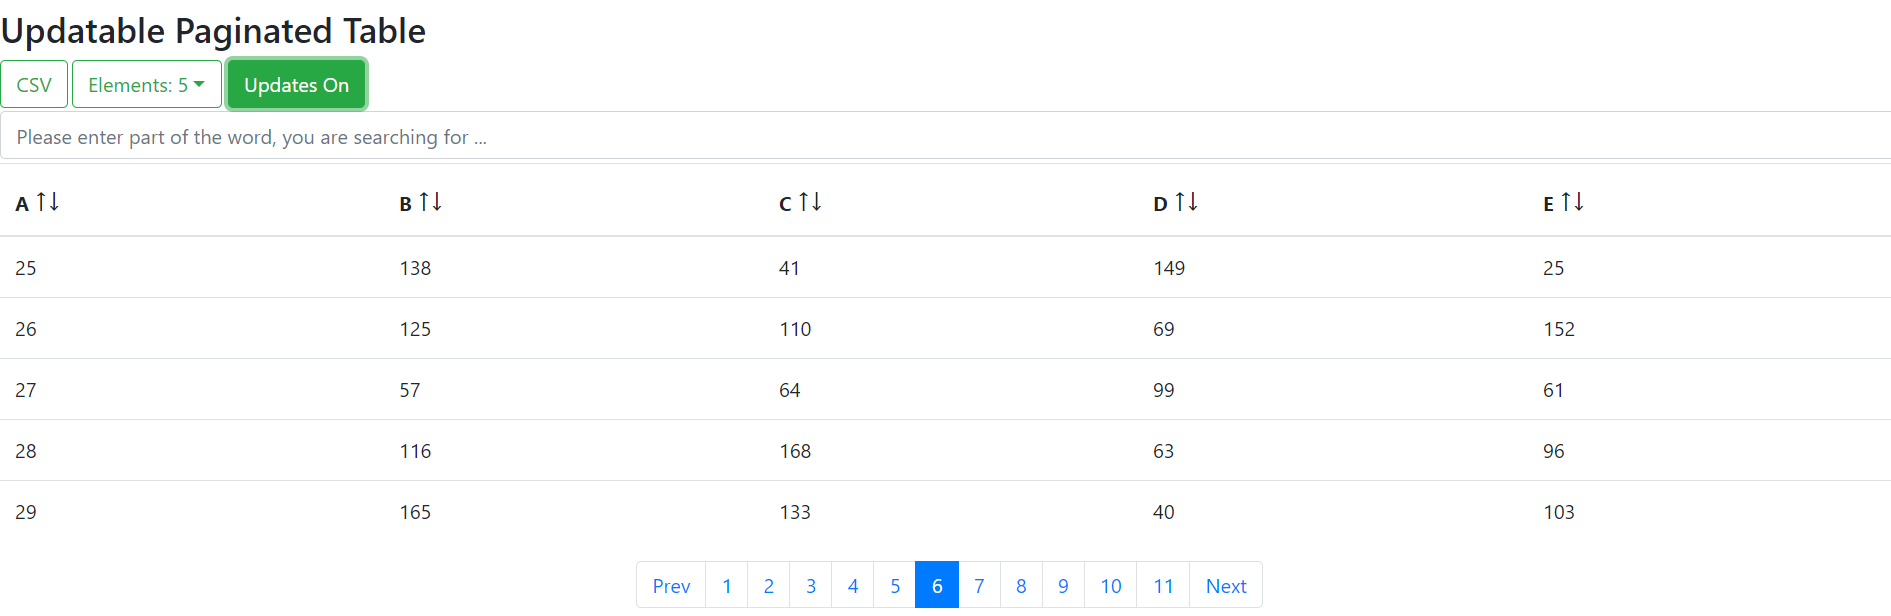 Updatable Paginated Table
CSV Elements: 5 Updates On
Please enter part of the word, you are searching for ...
A ↑↓ B ↑↓ C ↑↓ D ↑↓ E ↑↓
25 138 41 149 25
26 125 110 69 152
27 57 64 99 61
28 116 168 63 96
29 165 133 40 103
Prev 1 2 3 4 5 6 7 8 9 10 11 Next